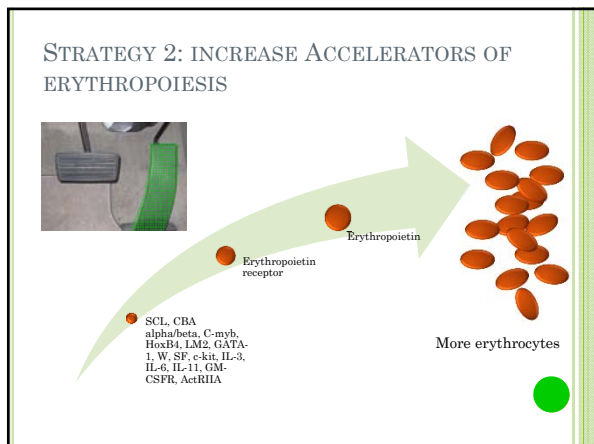 STRATEGY 2: INCREASE ACCELERATORS OF
ERYTHROPOIESIS
Erythropoietin
Erythropoietin
receptor
SCL, CBA
alpha/beta, C-myb,
HoxB4, LM2, GATA-
1, W, SF, c-kit, IL-3,
IL-6, IL-11, GM-
CSFR, ActRIIA
More erythrocytes